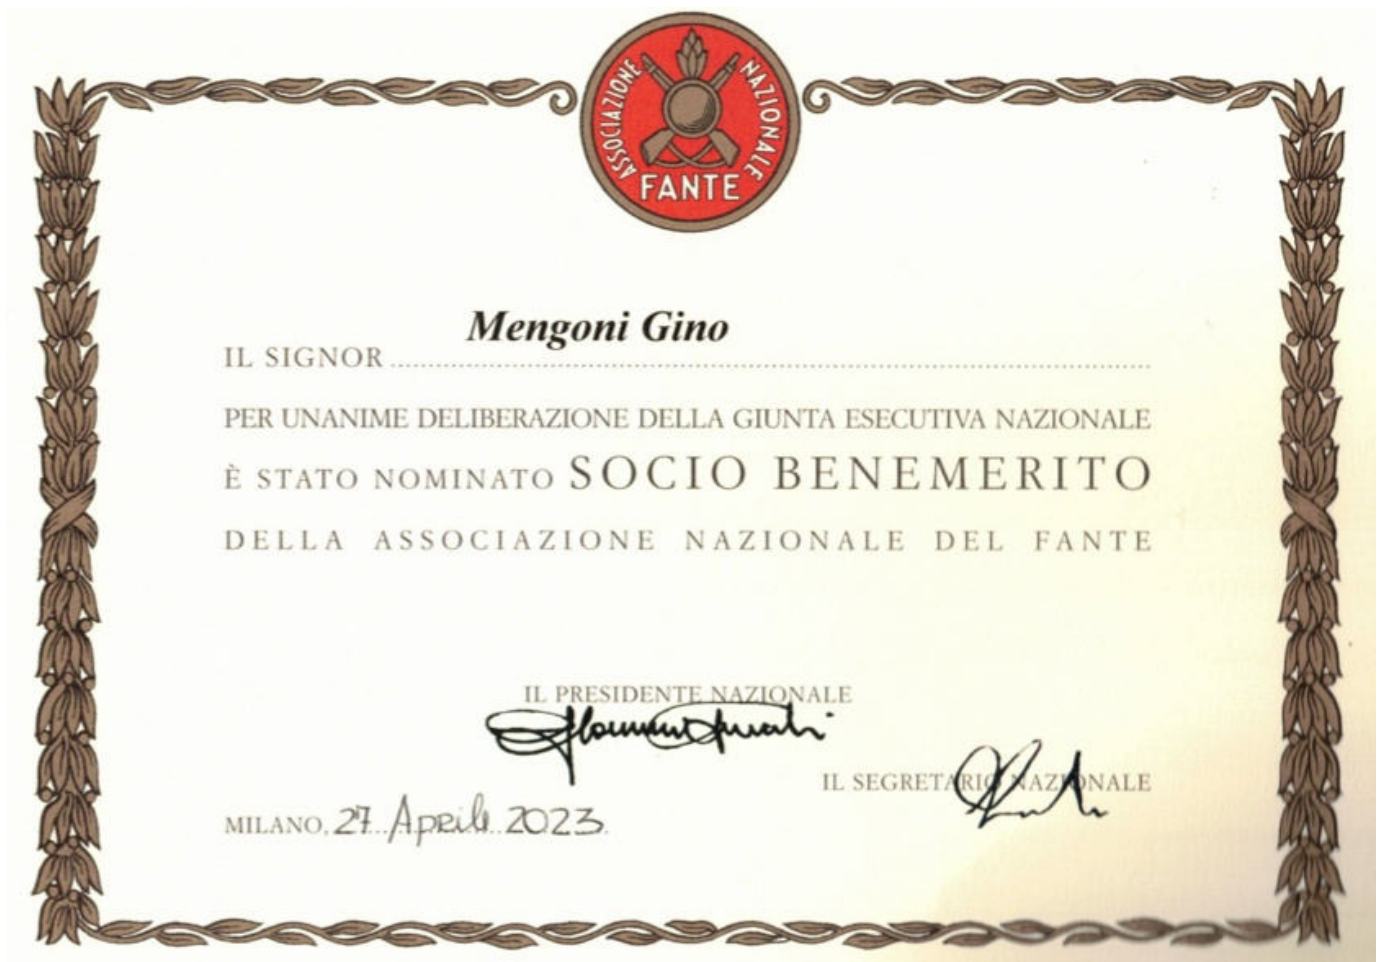 ASSOCIAZIONE NAZIONALE
FANTE
Mengoni Gino
IL SIGNOR
PER UNANIME DELIBERAZIONE DELLA GIUNTA ESECUTIVA NAZIONALE
È STATO NOMINATO SOCIO BENEMERITO
DELLA ASSOCIAZIONE NAZIONALE DEL FANTE
IL PRESIDENTE NAZIONALE
IL SEGRETARIO NAZIONALE
MILANO, 27 Aprile 2023